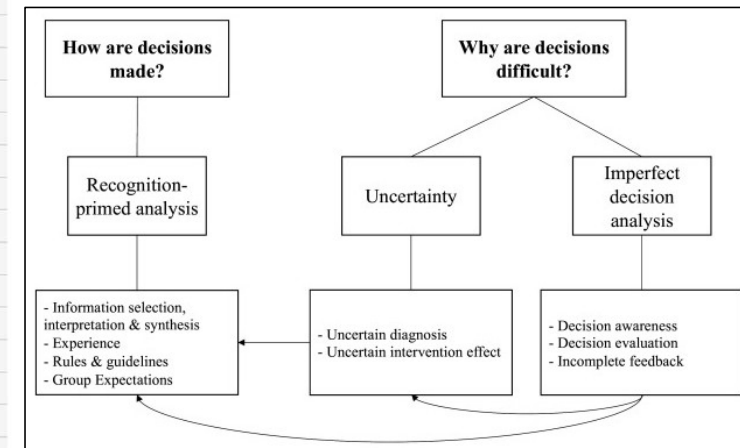 How are decisions
made?
Why are decisions
difficult?
Recognition-
primed analysis
Uncertainty
Imperfect
decision
analysis
- Information selection,
interpretation & synthesis
- Experience
- Rules & guidelines
- Group Expectations
- Uncertain diagnosis
- Uncertain intervention effect
- Decision awareness
- Decision evaluation
- Incomplete feedback